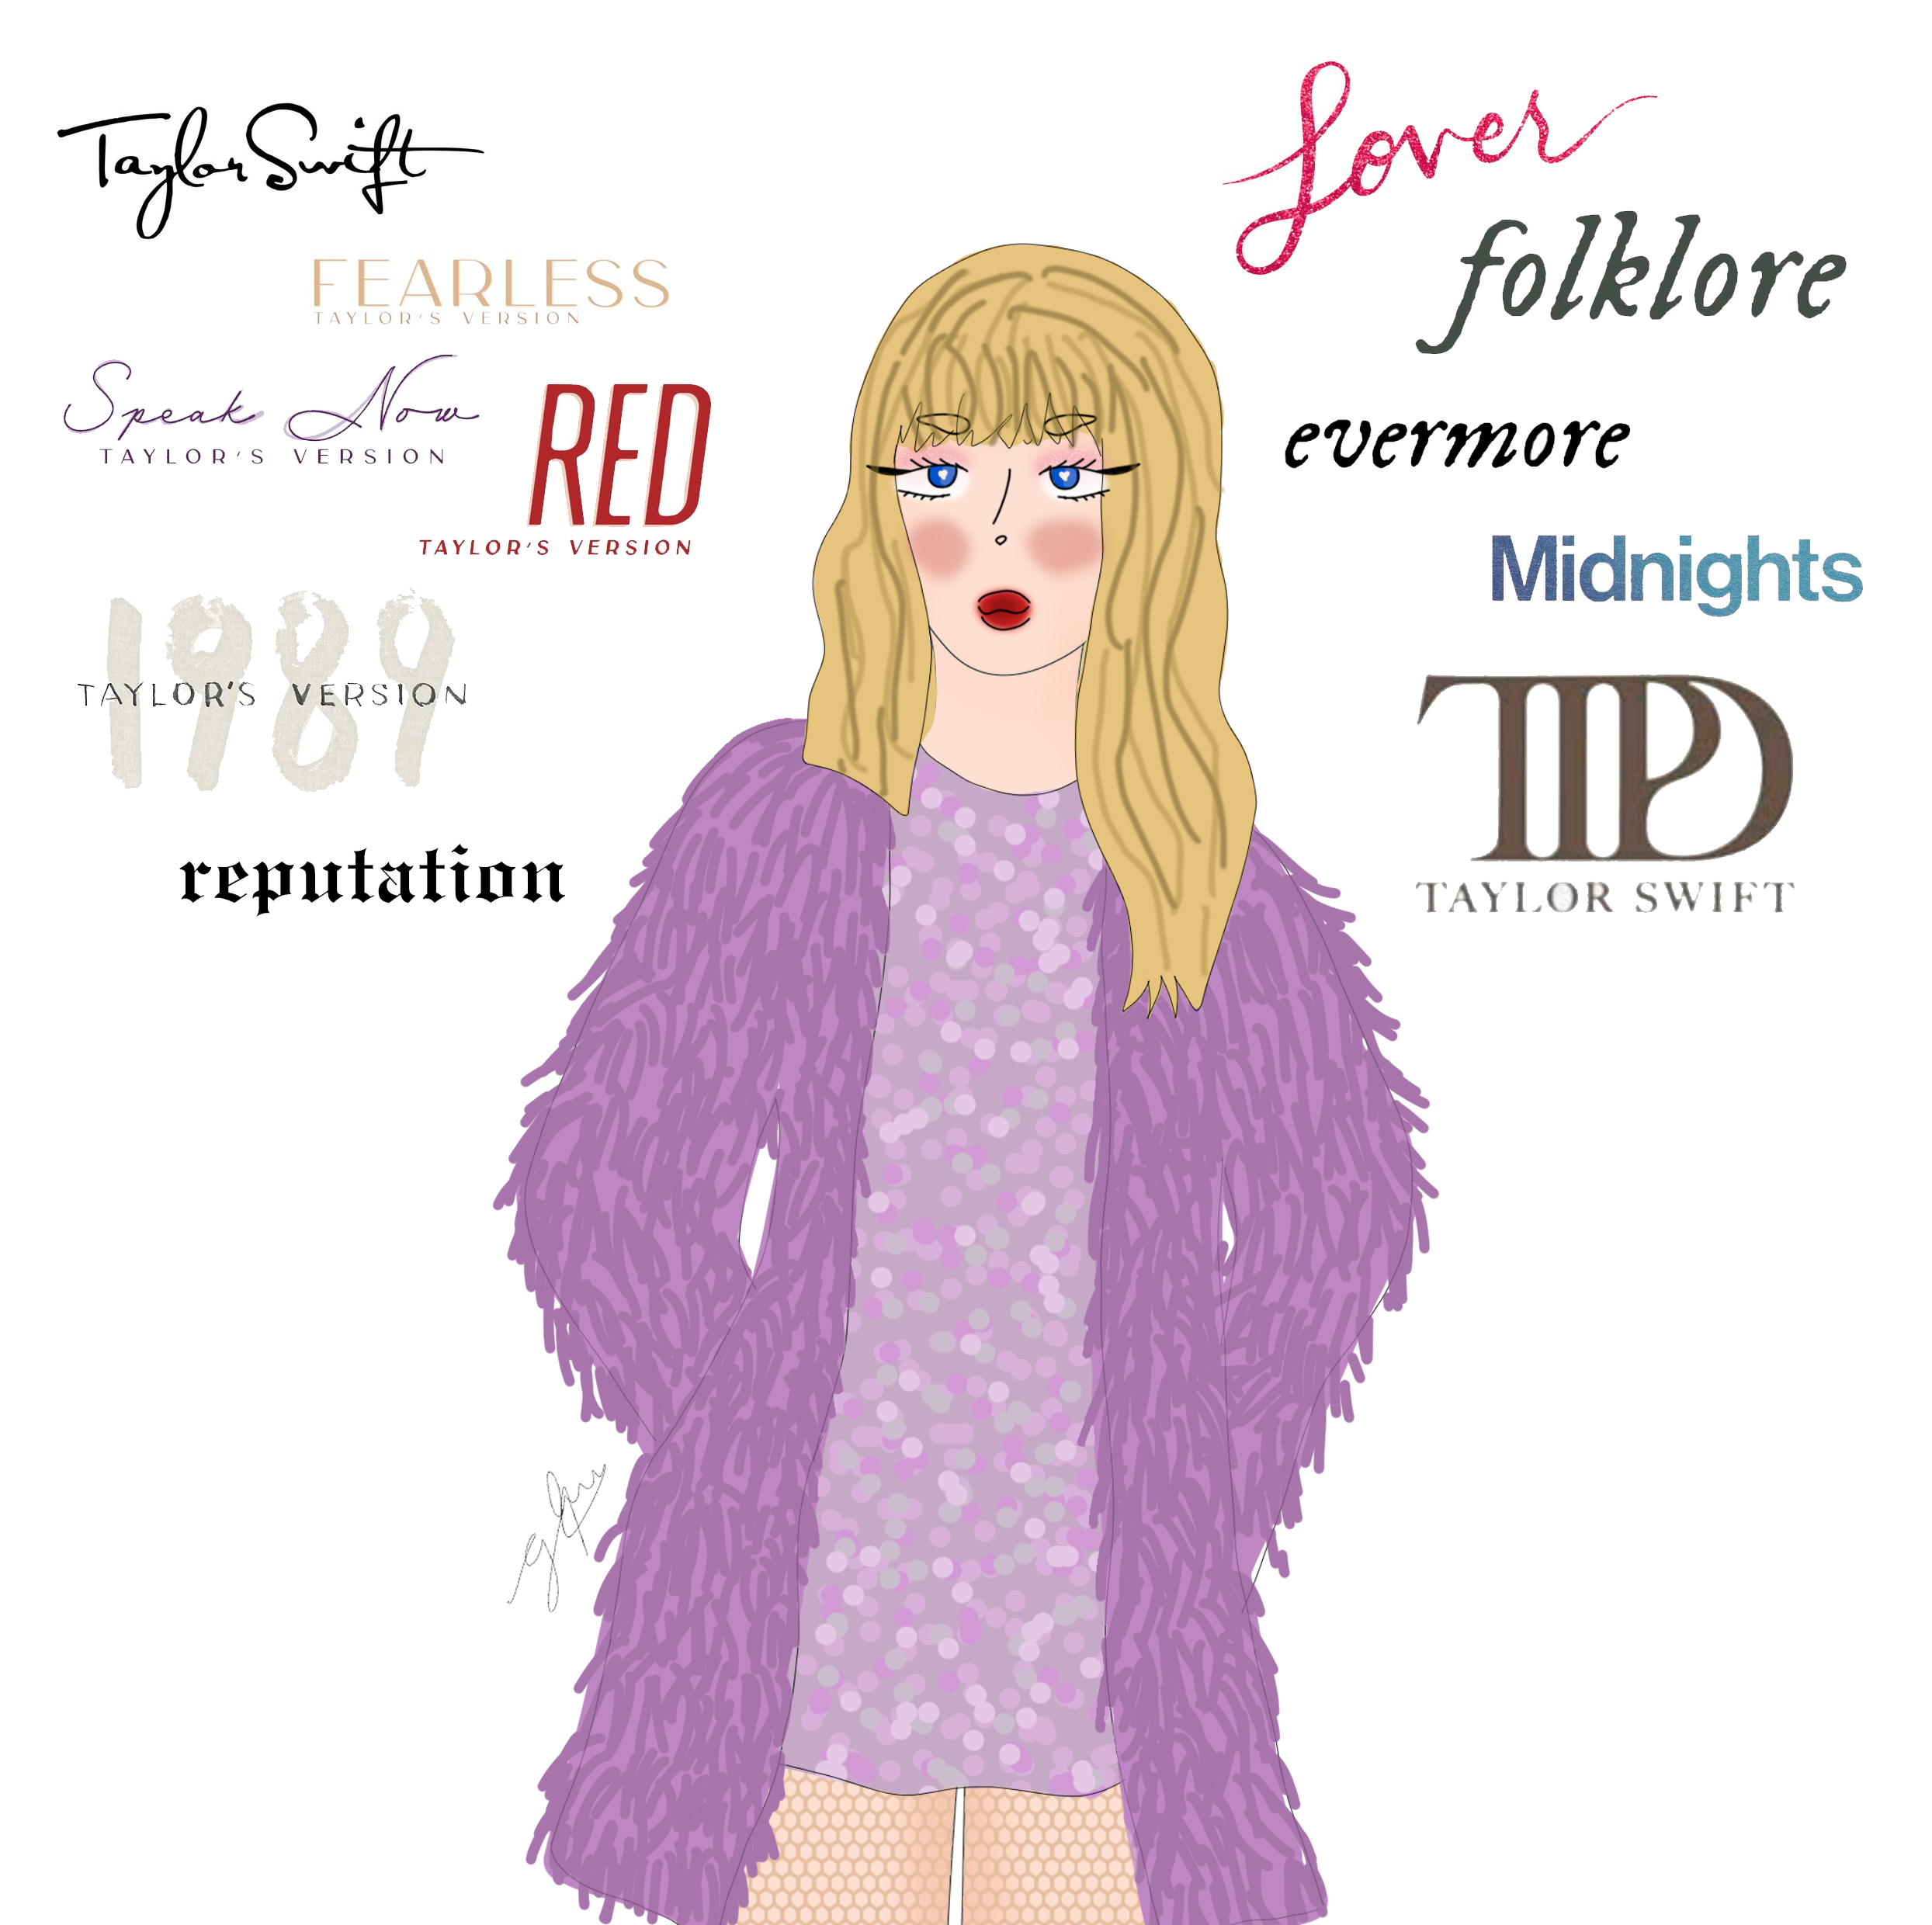 Taylor Swift
FEARLESS
TAYLOR'S VERSION
Speak Now
TAYLOR'S VERSION
RED
TAYLOR'S VERSION
1989
TAYLOR'S VERSION
reputation
Lover
folklore
evermore
Midnights
TTPD
TAYLOR SWIFT